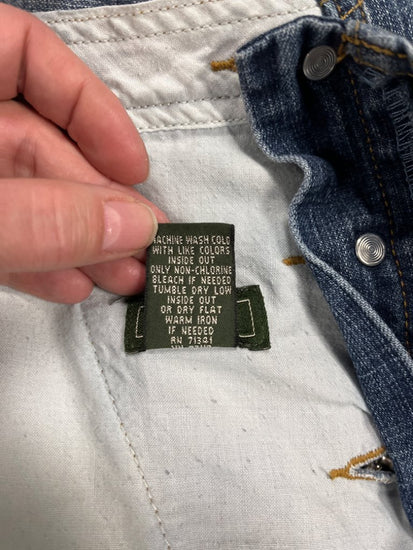 MACHINE WASH COLD
WITH LIKE COLORS
INSIDE OUT
ONLY NON-CHLORINE
BLEACH IF NEEDED
TUMBLE DRY LOW
INSIDE OUT
OR DRY FLAT
WARM IRON
IF NEEDED
RN 71341